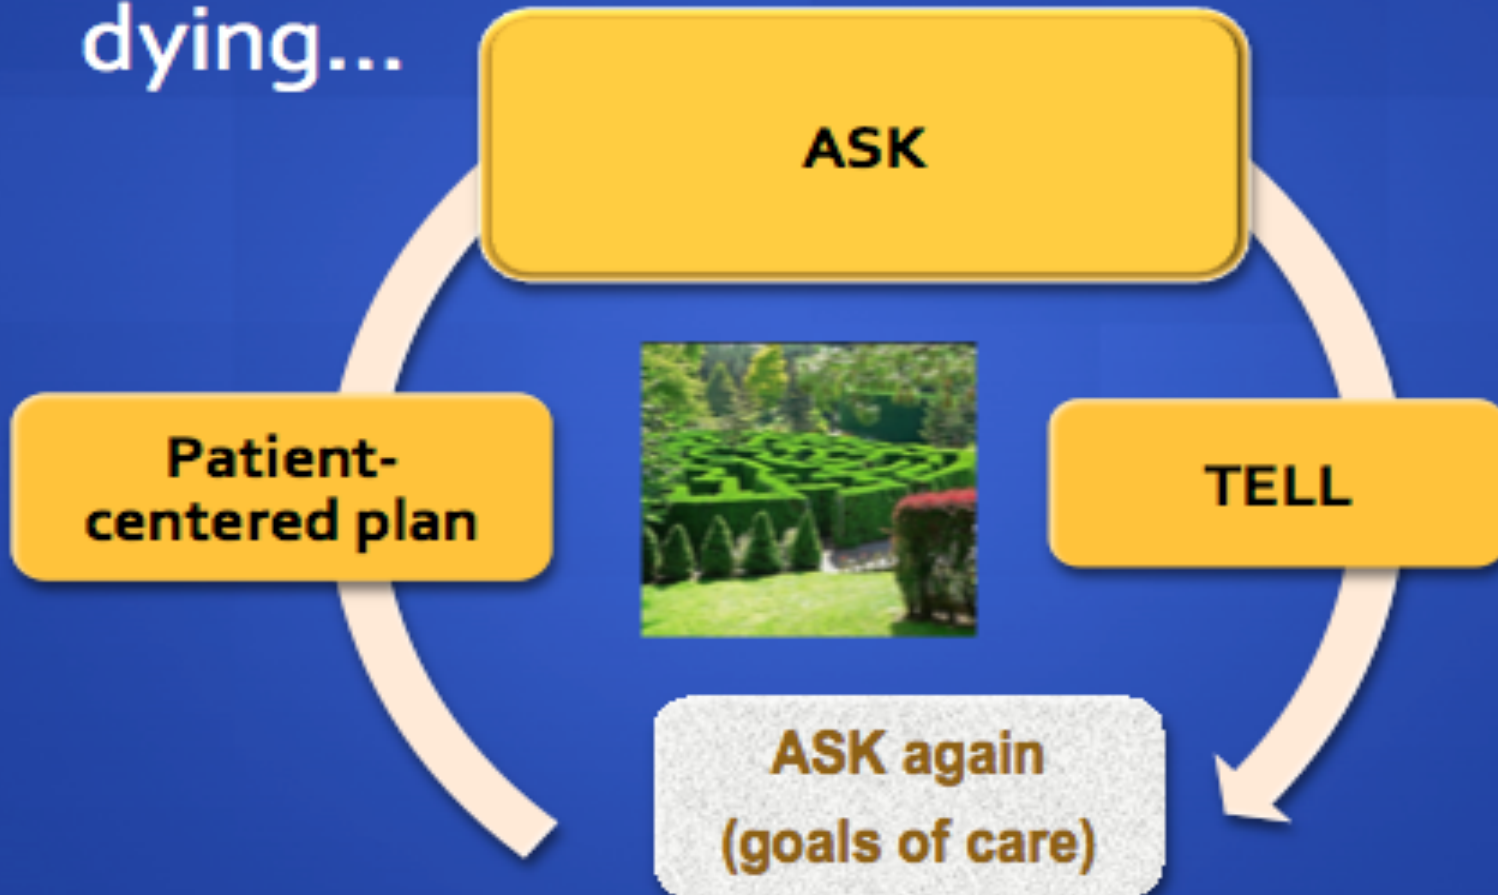 dying...
ASK
Patient-
centered plan
TELL
ASK again
(goals of care)